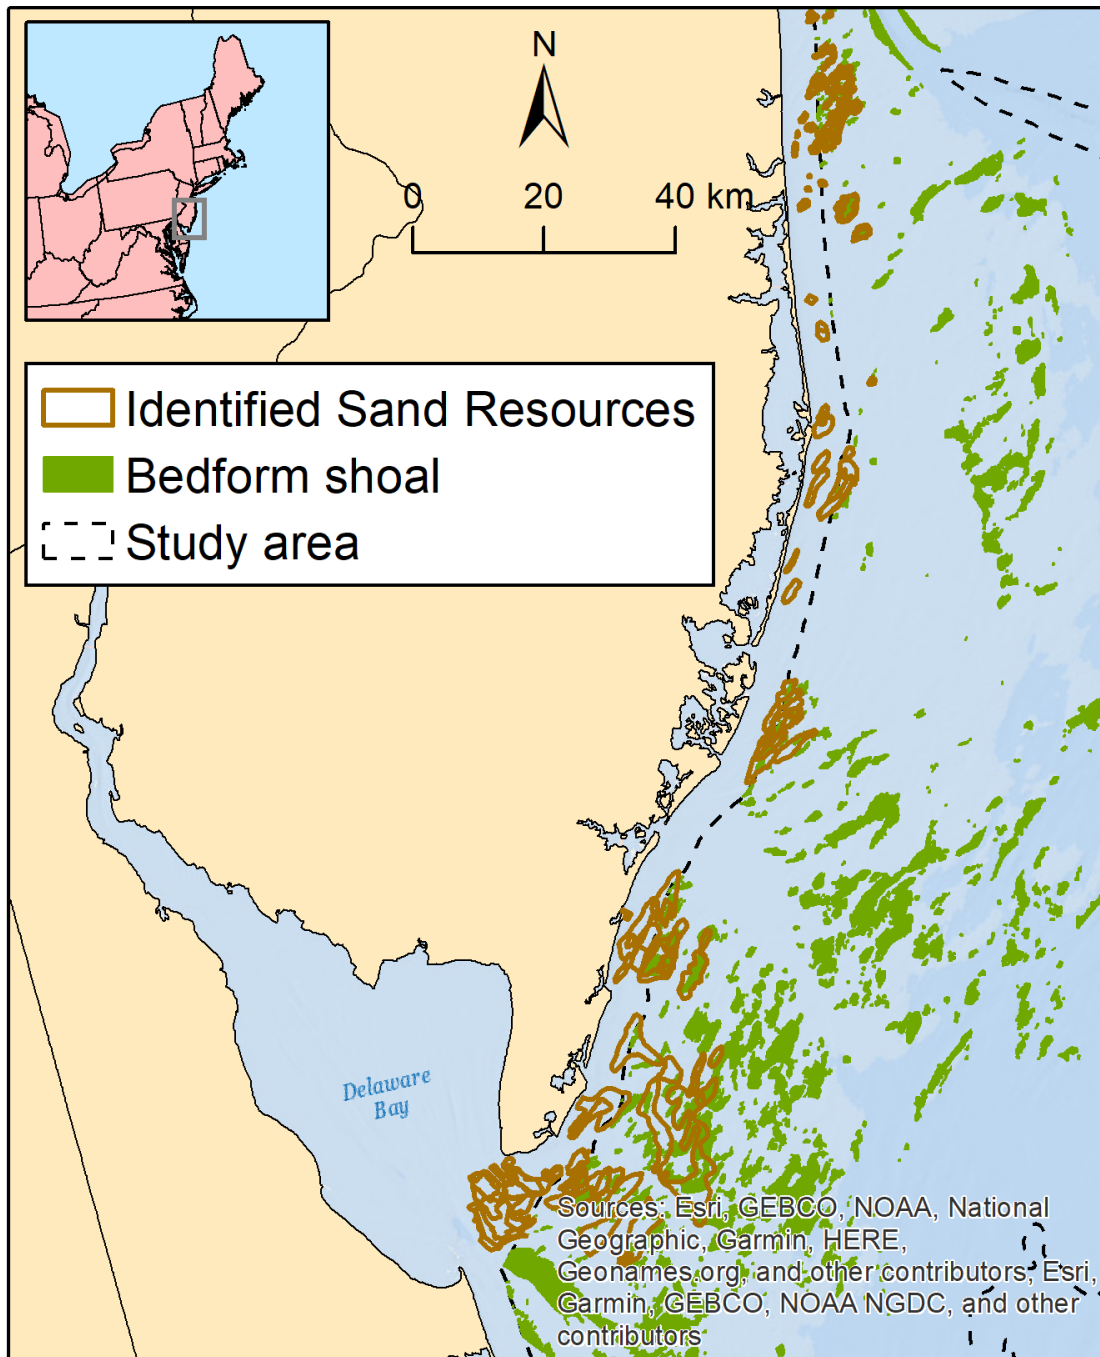 N
0 20 40 km
Identified Sand Resources
Bedform shoal
Study area
Delaware
Bay
Sources: Esri, GEBCO, NOAA, National
Geographic, Garmin, HERE,
Geonames.org, and other contributors, Esri,
Garmin, GEBCO, NOAA NGDC, and other
contributors